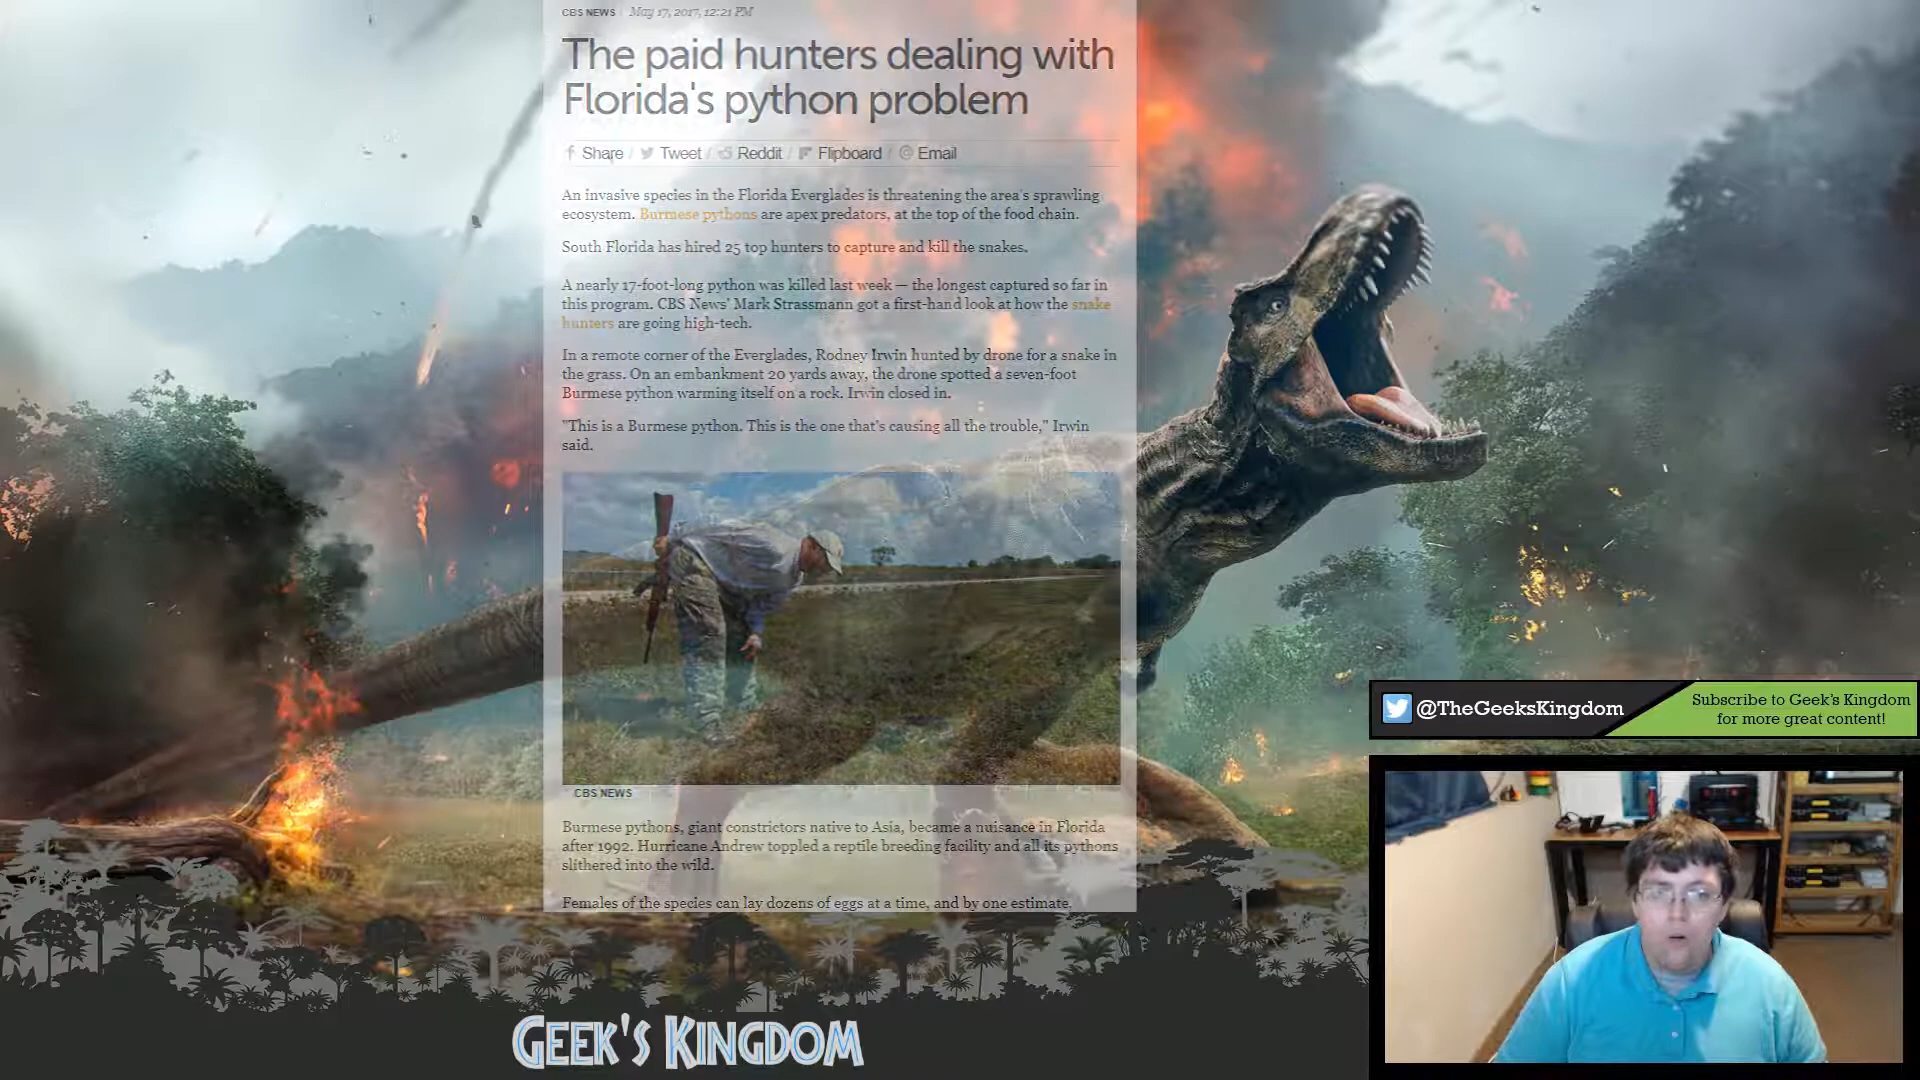 CBS NEWS | May 17, 2017, 12:21 PM
The paid hunters dealing with
Florida's python problem
Share / Tweet / Reddit / Flipboard / Email
An invasive species in the Florida Everglades is threatening the area's sprawling
ecosystem. Burmese pythons are apex predators, at the top of the food chain.
South Florida has hired 25 top hunters to capture and kill the snakes.
A nearly 17-foot-long python was killed last week — the longest captured so far in
this program. CBS News' Mark Strassmann got a first-hand look at how the snake
hunters are going high-tech.
In a remote corner of the Everglades, Rodney Irwin hunted by drone for a snake in
the grass. On an embankment 20 yards away, the drone spotted a seven-foot
Burmese python warming itself on a rock. Irwin closed in.
"This is a Burmese python. This is the one that's causing all the trouble," Irwin
said.
CBS NEWS
Burmese pythons, giant constrictors native to Asia, became a nuisance in Florida
after 1992. Hurricane Andrew toppled a reptile breeding facility and all its pythons
slithered into the wild.
Females of the species can lay dozens of eggs at a time, and by one estimate,
@TheGeeksKingdom
Subscribe to Geek's Kingdom
for more great content!
GEEK'S KINGDOM